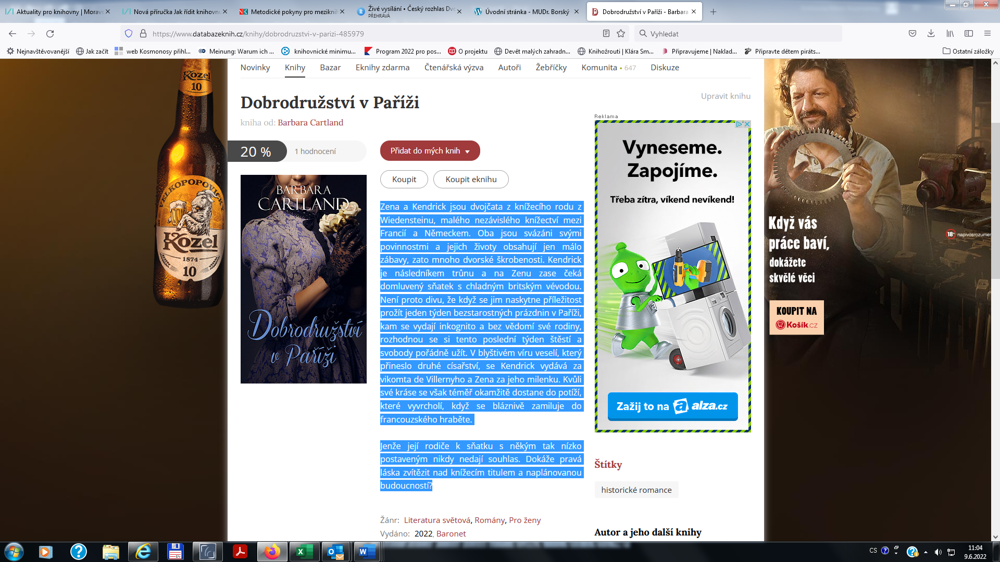 Aktuality pro knihovny | Moravs
Nová příručka Jak řídit knihovnu
Metodické pokyny pro mezikni
Živé vysílání • Český rozhlas Dvo
PŘEHRÁVÁ
Úvodní stránka - MUDr. Borský
Dobrodružství v Paříži - Barbara
https://www.databazeknih.cz/knihy/dobrodruzstvi-v-parizi-485979
Vyhledat
Nejnavštěvovanější
Jak začít
web Kosmonosy přihl...
Meinung: Warum ich ...
knihovnické minimu...
Program 2022 pro pos...
O projektu
Devět malých zahradn...
Knihožrouti | Klára Sm...
Připravujeme | Naklad...
Připravte dětem piráts...
Ostatní záložky
Novinky
Knihy
Bazar
Eknihy zdarma
Čtenářská výzva
Autoři
Žebříčky
Komunita • 647
Diskuze
Dobrodružství v Paříži
Upravit knihu
kniha od: Barbara Cartland
20 %
1 hodnocení
Přidat do mých knih
Koupit
Koupit eknihu
BARBARA
CARTLAND
Dobrodružství
v Paříži
Zena a Kendrick jsou dvojčata z knížecího rodu z
Wiedensteinu, malého nezávislého knížectví mezi
Francií a Německem. Oba jsou svázáni svými
povinnostmi a jejich životy obsahují jen málo
zábavy, zato mnoho dvorské škrobenosti. Kendrick
je následníkem trůnu a na Zenu zase čeká
domluvený sňatek s chladným britským vévodou.
Není proto divu, že když se jim naskytne příležitost
prožít jeden týden bezstarostných prázdnin v Paříži,
kam se vydají inkognito a bez vědomí své rodiny,
rozhodnou se si tento poslední týden štěstí a
svobody pořádně užít. V blyštivém víru veselí, který
přineslo druhé císařství, se Kendrick vydává za
vikomta de Villernyho a Zena za jeho milenku. Kvůli
své kráse se však téměř okamžitě dostane do potíží,
které vyvrcholí, když se bláznivě zamiluje do
francouzského hraběte.
Jenže její rodiče k sňatku s někým tak nízko
postaveným nikdy nedají souhlas. Dokáže pravá
láska zvítězit nad knížecím titulem a naplánovanou
budoucností?
Žánr: Literatura světová, Romány, Pro ženy
Vydáno: 2022, Baronet
Reklama
Vyneseme.
Zapojíme.
Třeba zítra, víkend nevíkend!
Zažij to na alza.cz
Štítky
historické romance
Autor a jeho další knihy
Kozel
10
VELKOPOPOVICKÝ
Kozel
1874
10
Když vás
práce baví,
dokážete
skvělé věci
18+ napivosrozumem
KOUPIT NA
Košík.cz
CS
11:04
9.6.2022